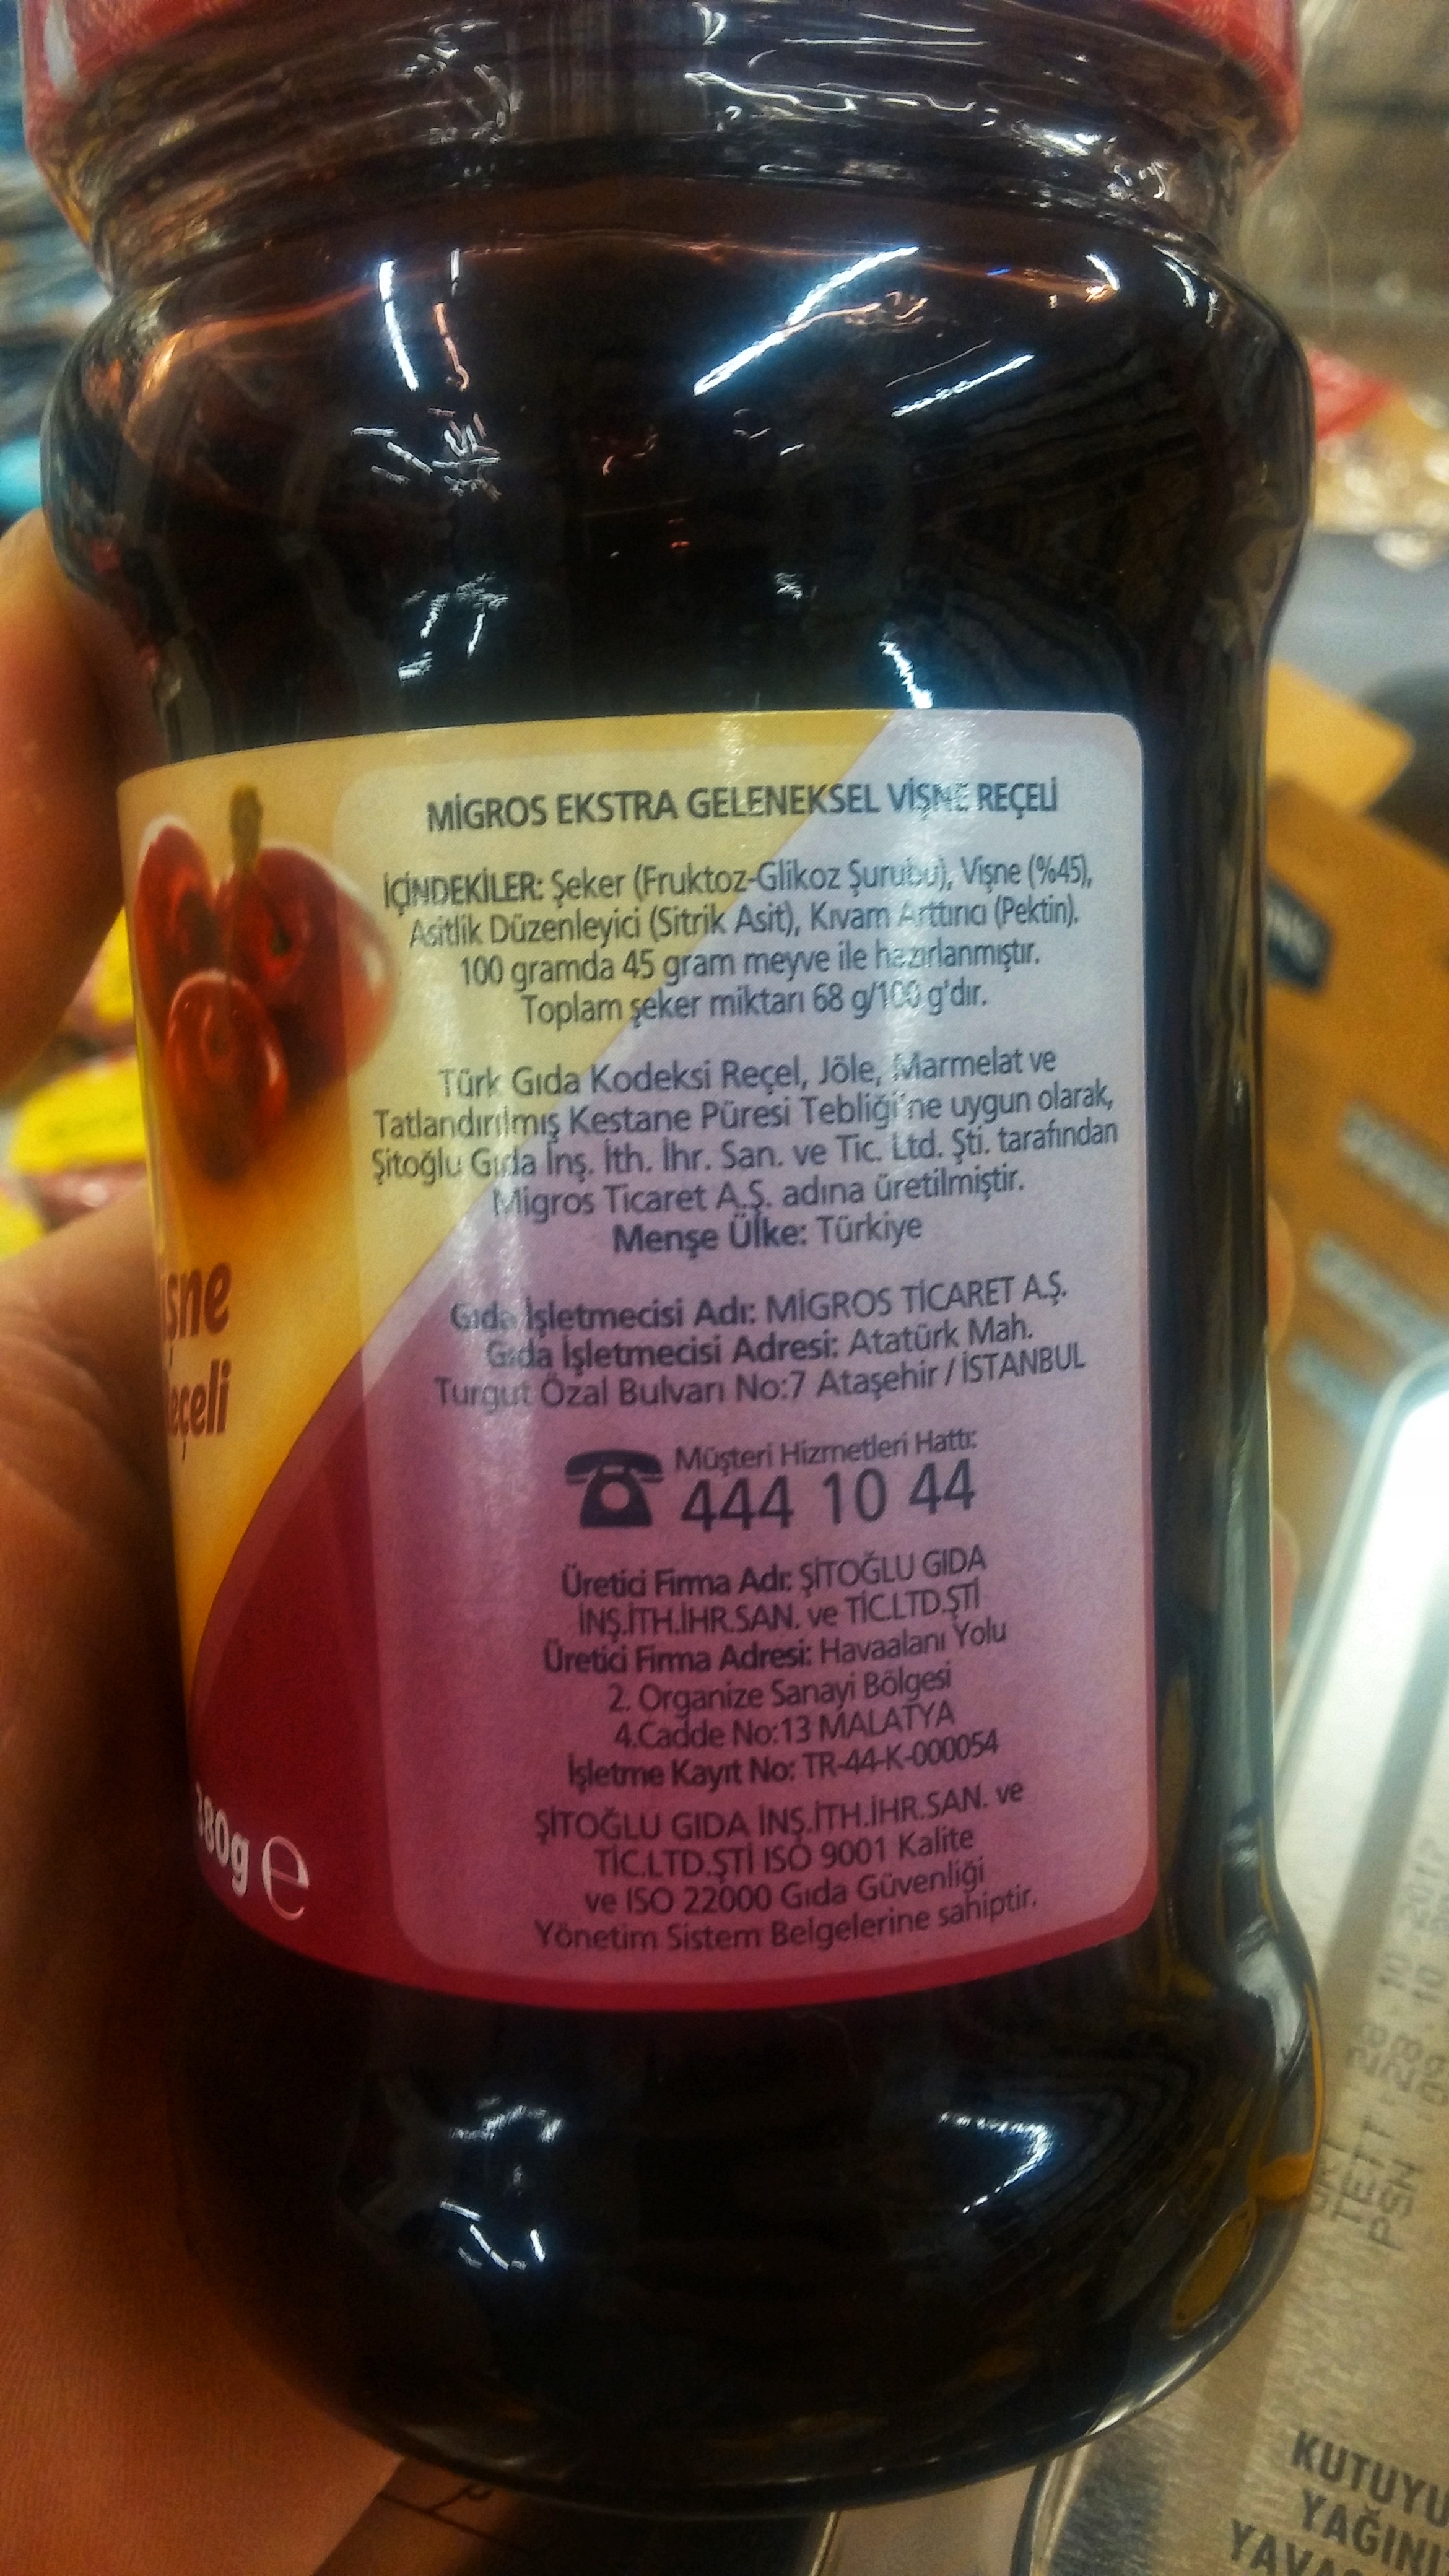 MİGROS EKSTRA GELENEKSEL VİŞNE REÇELİ
İÇİNDEKİLER: Şeker (Fruktoz-Glikoz Şurubu), Vişne (%45),
Asitlik Düzenleyici (Sitrik Asit), Kıvam Arttırıcı (Pektin).
100 gramda 45 gram meyve ile hazırlanmıştır.
Toplam şeker miktarı 68 g/100 g'dır.
Türk Gıda Kodeksi Reçel, Jöle, Marmelat ve
Tatlandırılmış Kestane Püresi Tebliği'ne uygun olarak,
Şitoğlu Gıda İnş. İth. İhr. San. ve Tic. Ltd. Şti. tarafından
Migros Ticaret A.Ş. adına üretilmiştir.
Menşe Ülke: Türkiye
Gıda İşletmecisi Adı: MİGROS TİCARET A.Ş.
Gıda İşletmecisi Adresi: Atatürk Mah.
Turgut Özal Bulvarı No:7 Ataşehir / İSTANBUL
Müşteri Hizmetleri Hattı:
444 10 44
Üretici Firma Adı: ŞİTOĞLU GIDA
İNŞ.İTH.İHR.SAN. ve TİC.LTD.ŞTİ
Üretici Firma Adresi: Havaalanı Yolu
2. Organize Sanayi Bölgesi
4.Cadde No:13 MALATYA
İşletme Kayıt No: TR-44-K-000054
ŞİTOĞLU GIDA İNŞ.İTH.İHR.SAN. ve
TİC.LTD.ŞTİ ISO 9001 Kalite
ve ISO 22000 Gıda Güvenliği
Yönetim Sistem Belgelerine sahiptir.
şne
eçeli
380g e
TETT
PSN
KUTUYU
YAĞINI
YAVA